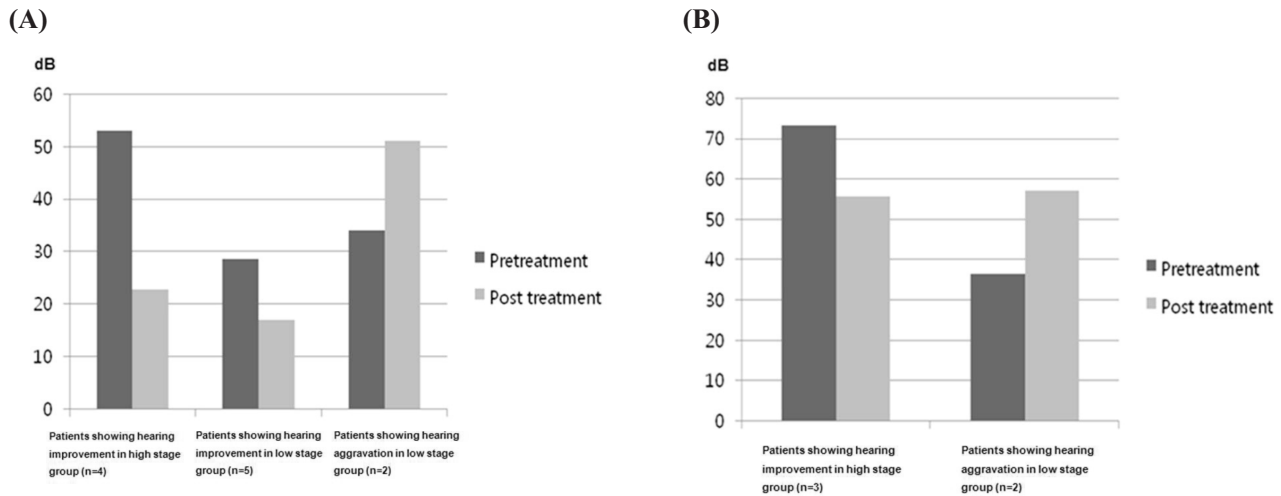 (A)
dB
60
50
40
30
20
10
0
Patients showing hearing
improvement in high stage
group (n=4)
Patients showing hearing
improvement in low stage
group (n=5)
Patients showing hearing
aggravation in low stage
group (n=2)
Pretreatment
Post treatment
(B)
dB
80
70
60
50
40
30
20
10
0
Patients showing hearing
improvement in high stage
group (n=3)
Patients showing hearing
aggravation in low stage
group (n=2)
Pretreatment
Post treatment